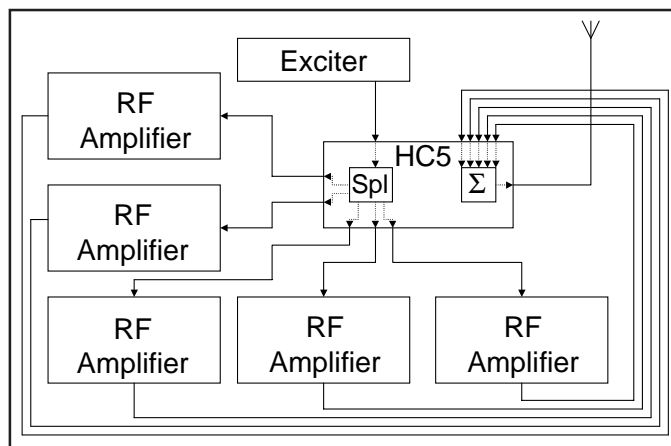 Exciter
RF
Amplifier
HC5
Spl
Σ
RF
Amplifier
RF
Amplifier
RF
Amplifier
RF
Amplifier